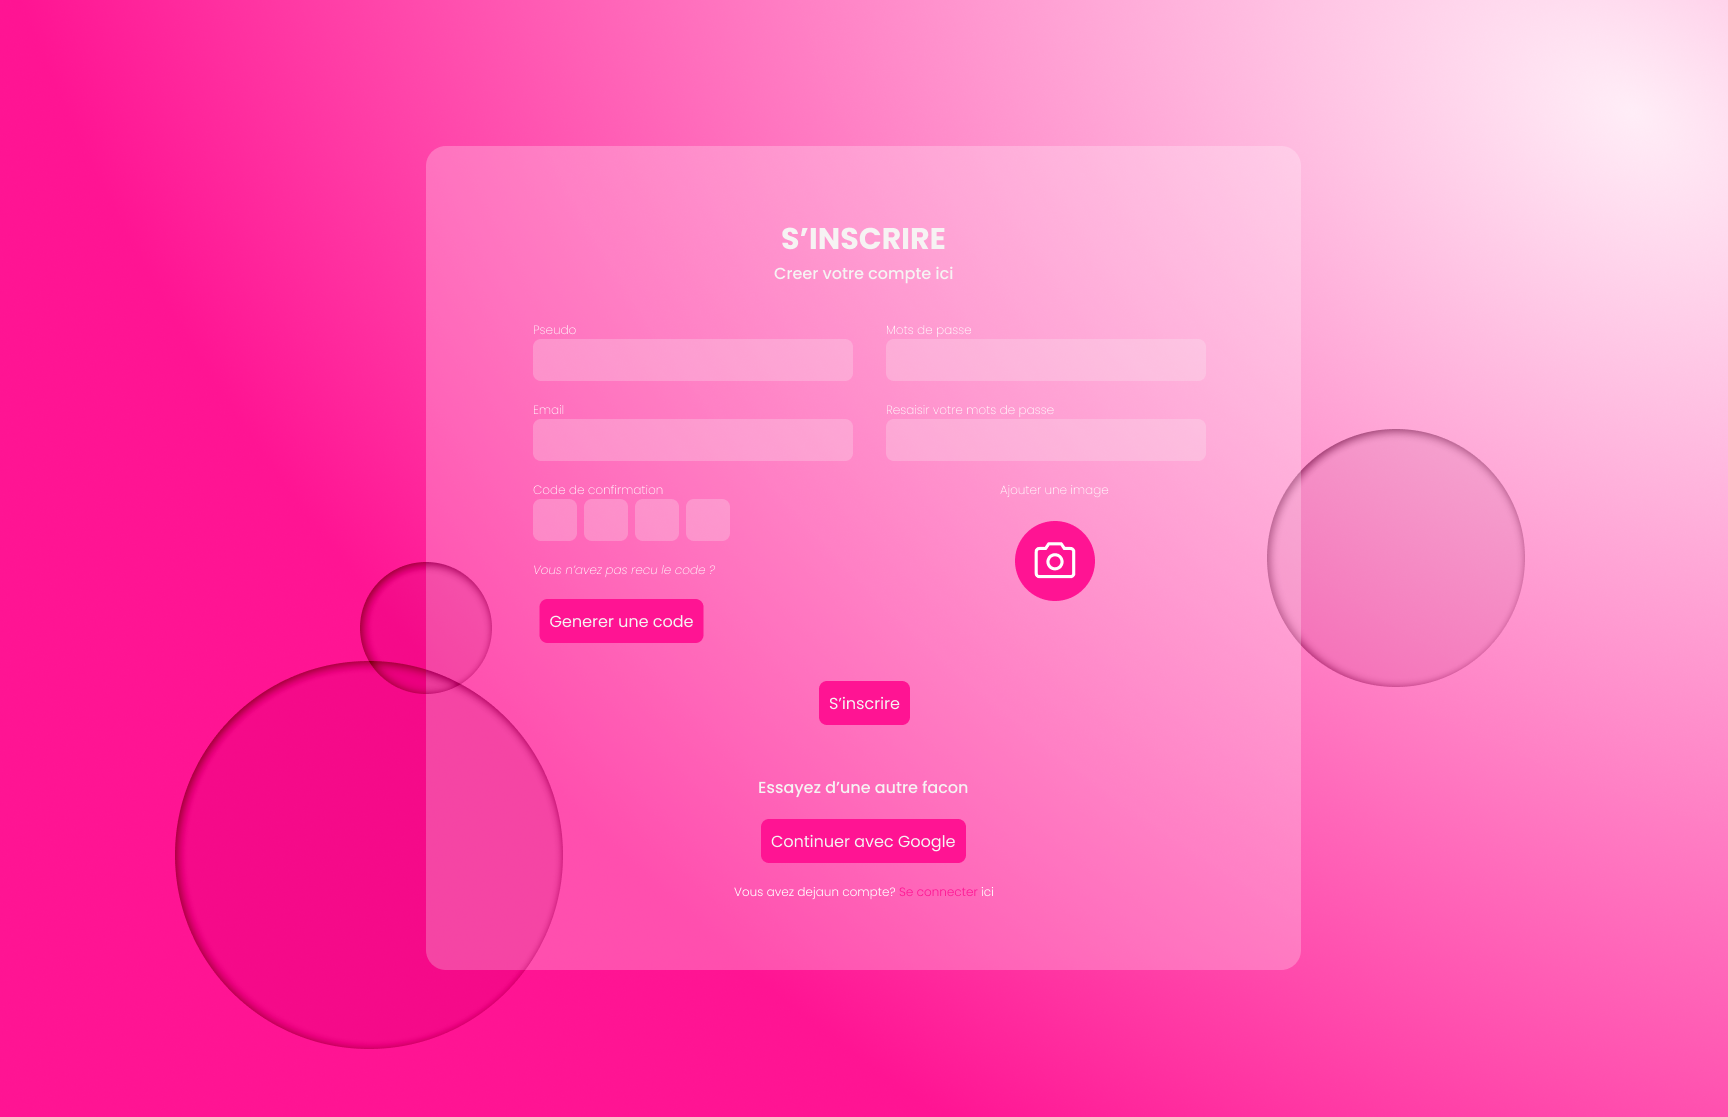 S’INSCRIRE
Creer votre compte ici
Pseudo
Mots de passe
Email
Resaisir votre mots de passe
Code de confirmation
Ajouter une image
Vous n’avez pas recu le code ?
Generer une code
S’inscrire
Essayez d’une autre facon
Continuer avec Google
Vous avez dejaun compte? Se connecter ici